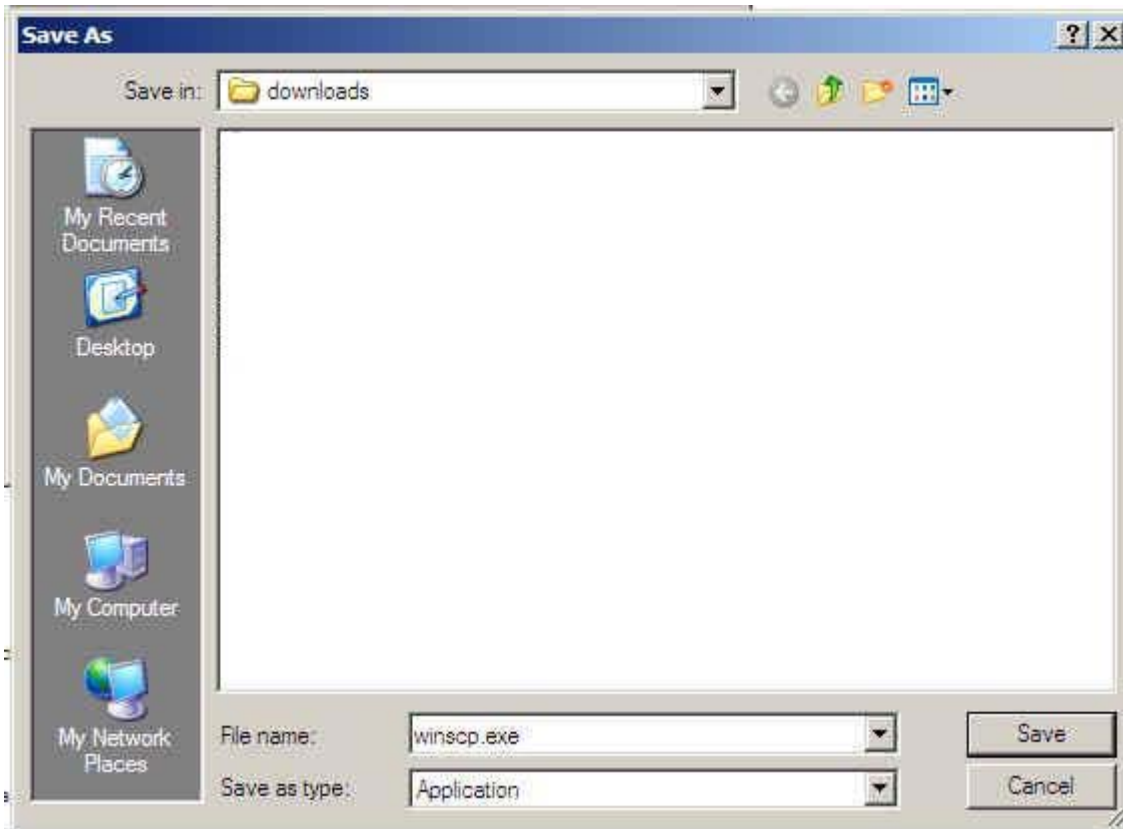 Save As
Save in:
downloads
My Recent
Documents
Desktop
My Documents
My Computer
My Network
Places
File name:
winscp.exe
Save
Save as type:
Application
Cancel